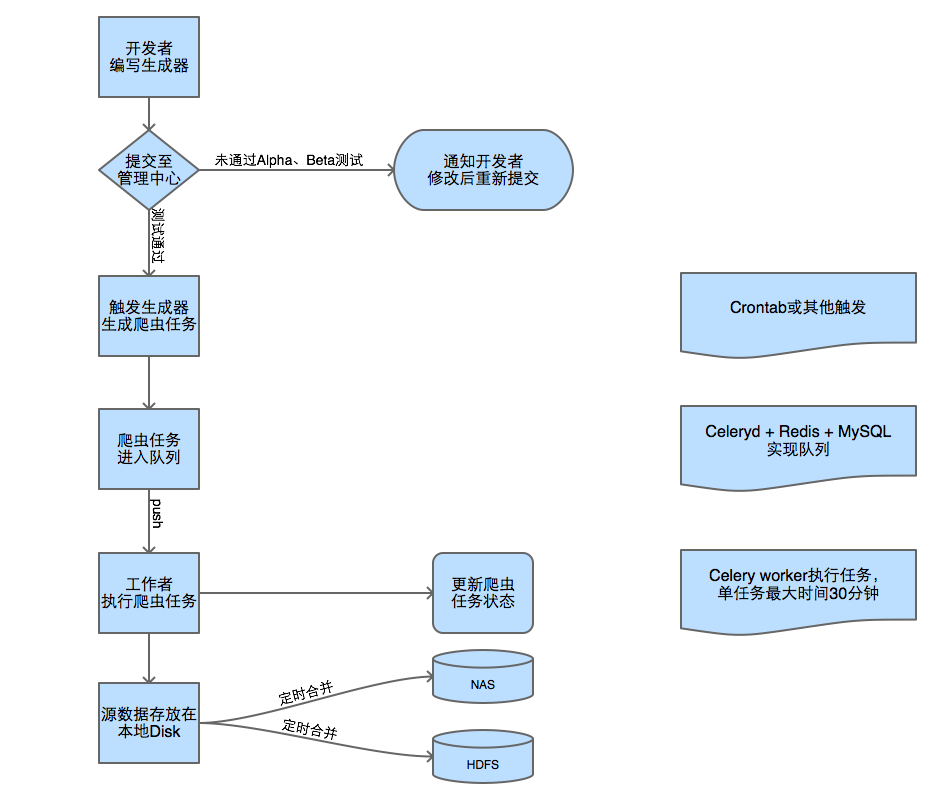 开发者
编写生成器
提交至
管理中心
未通过Alpha、Beta测试
通知开发者
修改后重新提交
测试通过
触发生成器
生成爬虫任务
Crontab或其他触发
爬虫任务
进入队列
Celeryd + Redis + MySQL
实现队列
push
工作者
执行爬虫任务
更新爬虫
任务状态
Celery worker执行任务，
单任务最大时间30分钟
源数据存放在
本地Disk
定时合并
NAS
定时合并
HDFS